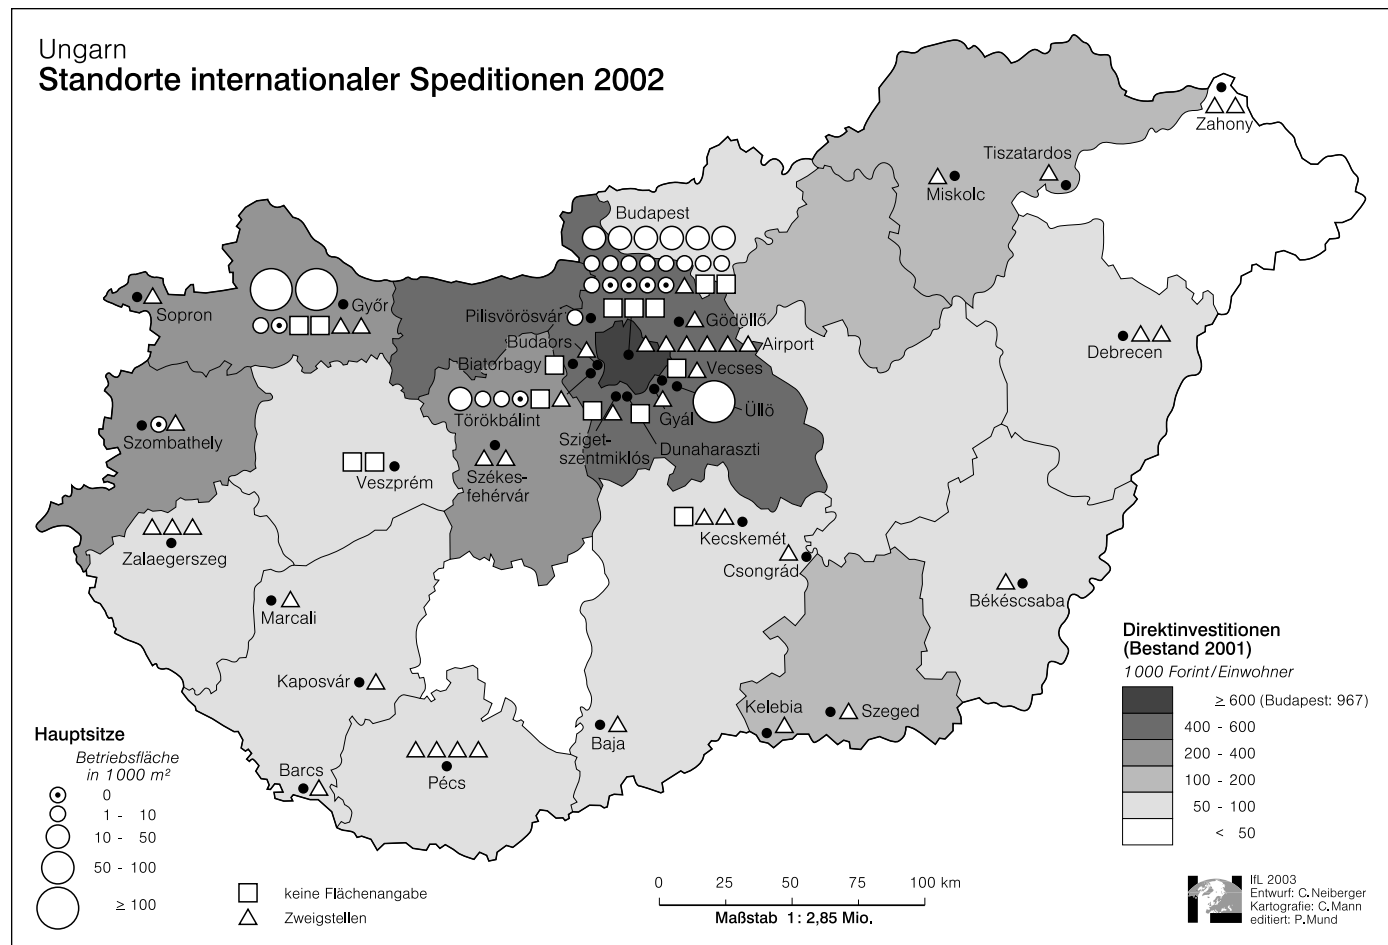 Ungarn
Standorte internationaler Speditionen 2002
Zahony
Tiszatardos
Miskolc
Budapest
Sopron
Győr
Pilisvörösvár
Gödöllő
Budaors
Airport
Biatorbagy
Vecses
Debrecen
Törökbálint
Gyál
Üllö
Szombathely
Sziget-
szentmiklós
Dunaharaszti
Veszprém
Székes-
fehérvár
Kecskemét
Zalaegerszeg
Csongrád
Békéscsaba
Marcali
Kaposvár
Kelebia
Szeged
Baja
Barcs
Pécs
Direktinvestitionen
(Bestand 2001)
1000 Forint/Einwohner
≥ 600 (Budapest: 967)
400 - 600
200 - 400
100 - 200
50 - 100
< 50
Hauptsitze
Betriebsfläche
in 1000 m²
0
1 - 10
10 - 50
50 - 100
≥ 100
keine Flächenangabe
Zweigstellen
0 25 50 75 100 km
Maßstab 1 : 2,85 Mio.
IfL 2003
Entwurf: C. Neiberger
Kartografie: C. Mann
editiert: P. Mund